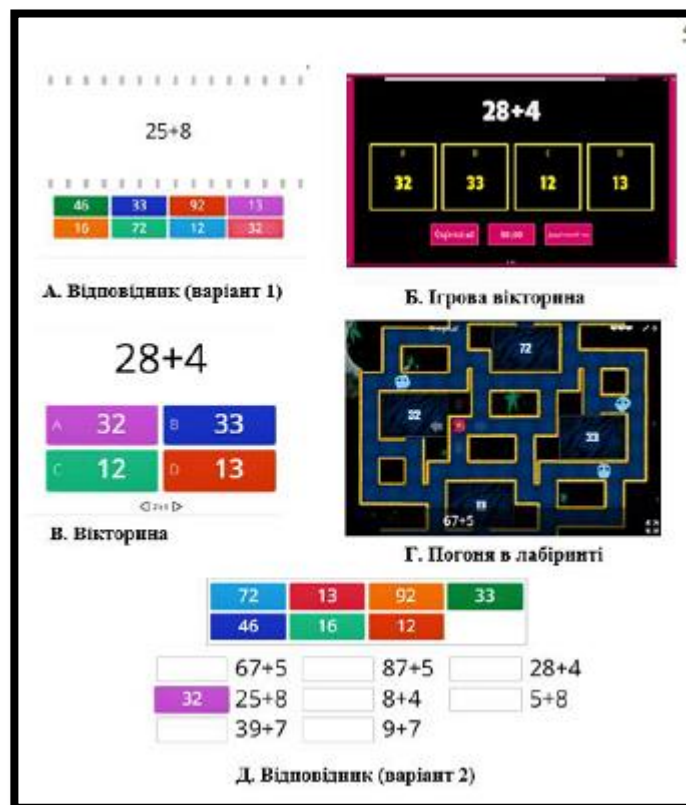 25+8
46 33 92 13
16 72 12 32
А. Відповідник (варіант 1)
28+4
A B C D
32 33 12 13
Б. Ігрова вікторина
28+4
A 32 B 33
C 12 D 13
В. Вікторина
72
32
33
67+5
Г. Погоня в лабіринті
72 13 92 33
46 16 12
67+5 87+5 28+4
32 25+8 8+4 5+8
39+7 9+7
Д. Відповідник (варіант 2)